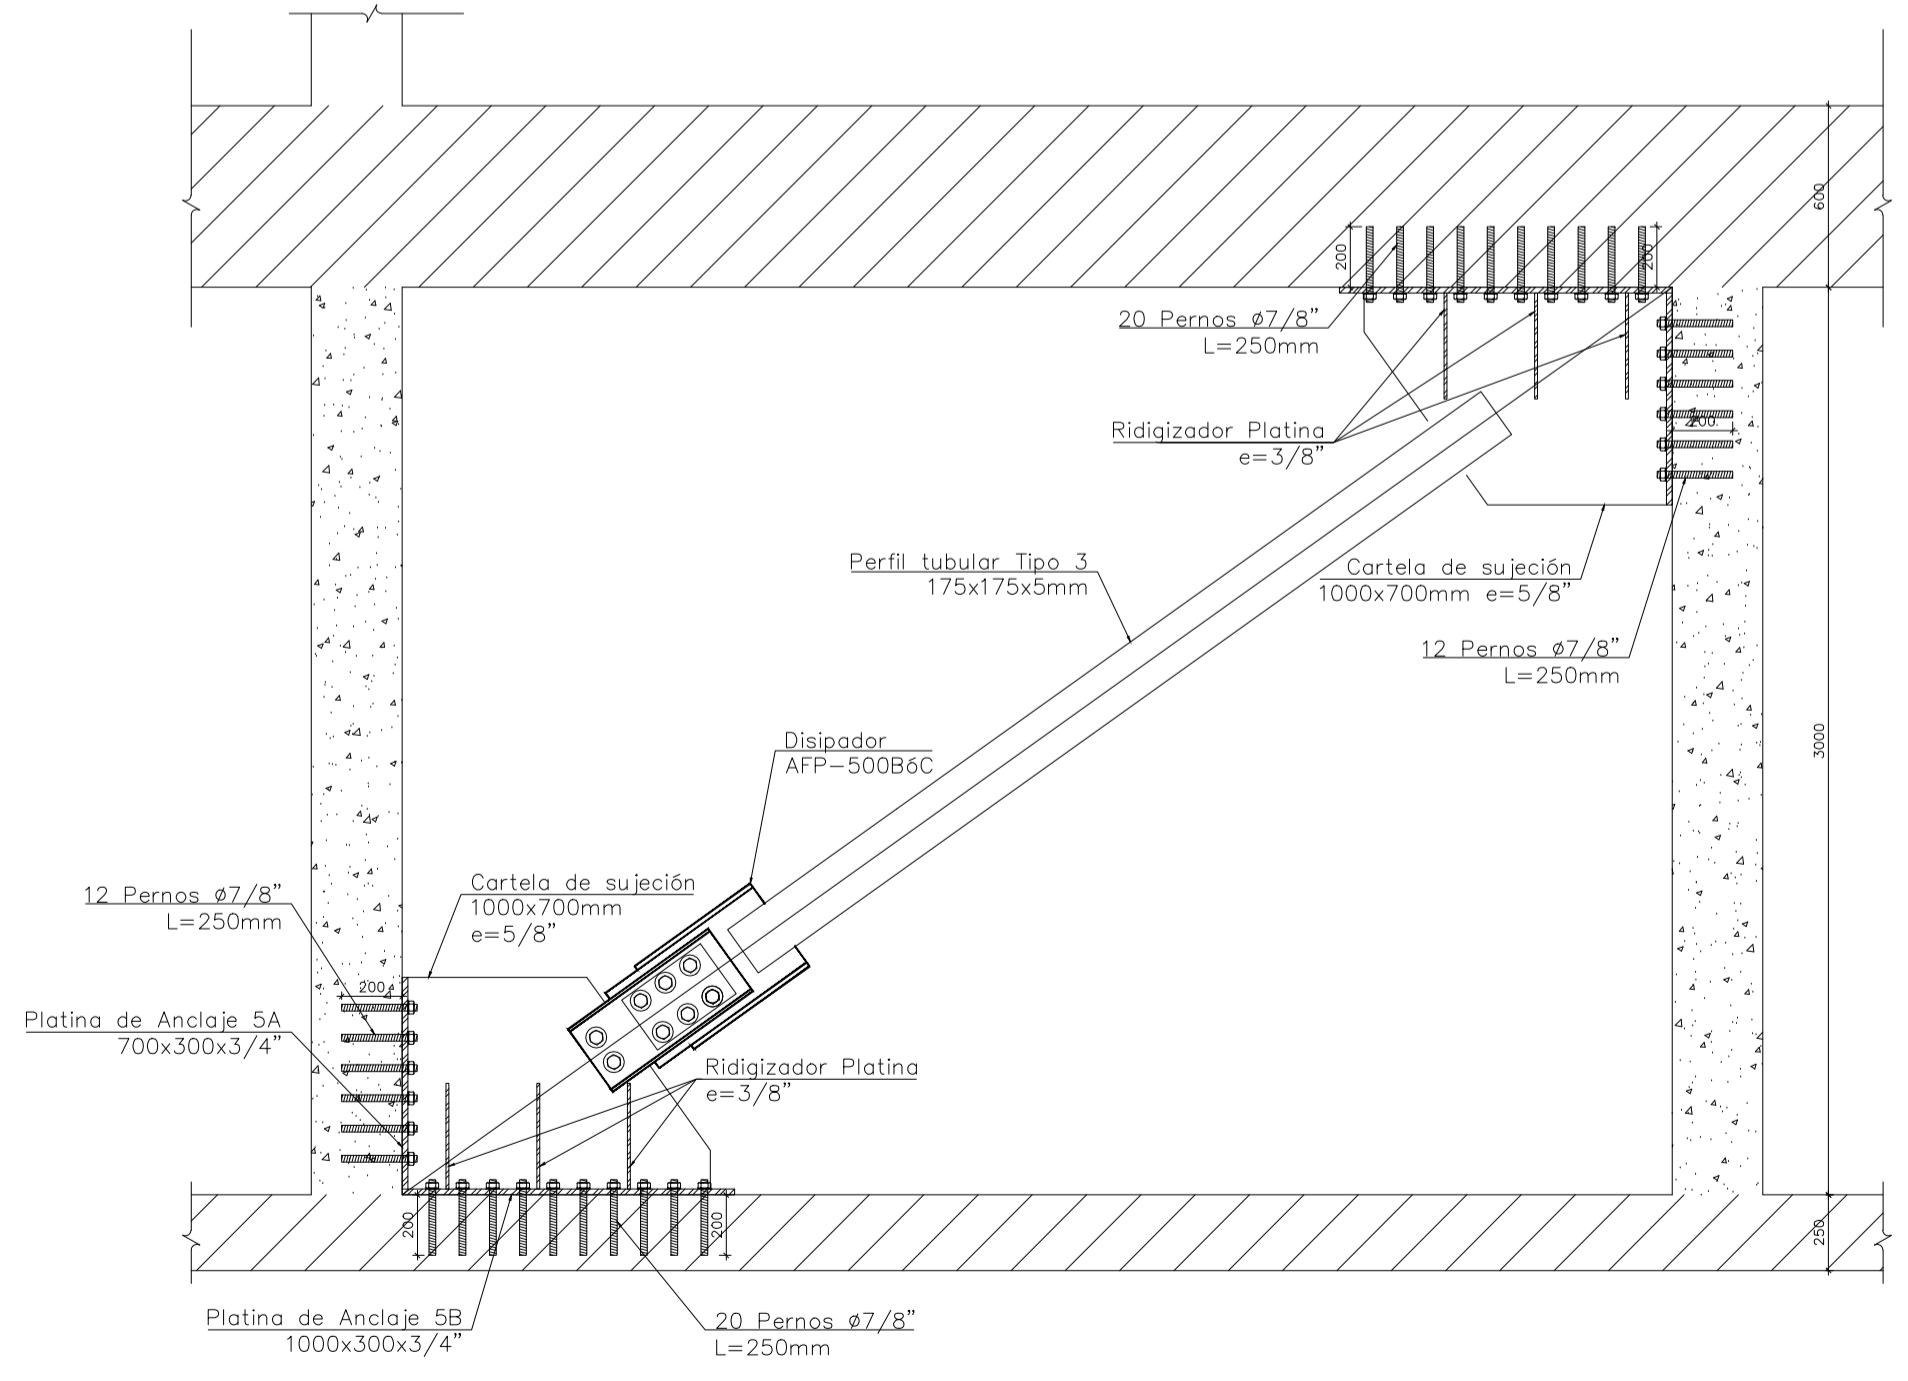 600
200
200
20 Pernos ø7/8”
L=250mm
200
Ridigizador Platina
e=3/8”
Perfil tubular Tipo 3
175x175x5mm
Cartela de sujeción
1000x700mm e=5/8”
12 Pernos ø7/8”
L=250mm
3000
Disipador
AFP-500B6C
Cartela de sujeción
1000x700mm
e=5/8”
12 Pernos ø7/8”
L=250mm
200
Platina de Anclaje 5A
700x300x3/4”
Ridigizador Platina
e=3/8”
200
200
250
Platina de Anclaje 5B
1000x300x3/4”
20 Pernos ø7/8”
L=250mm